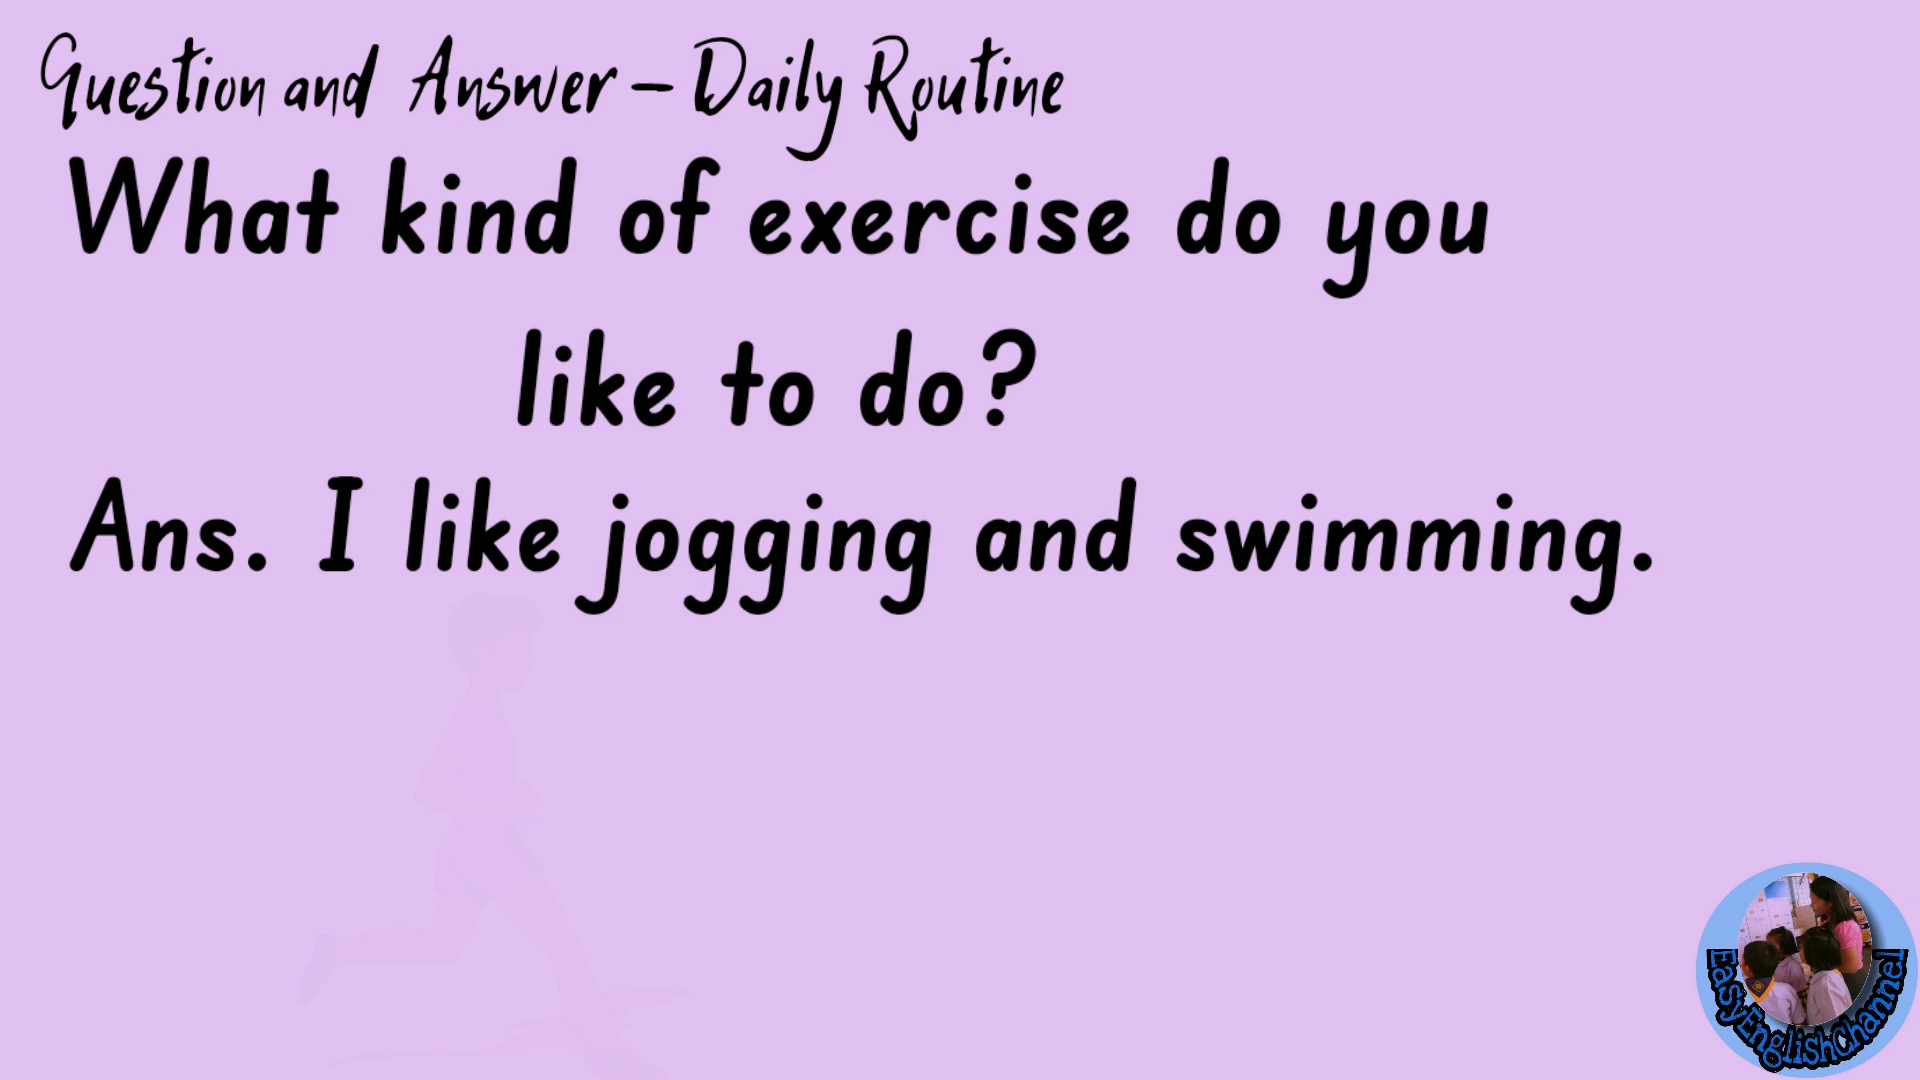 Question and Answer – Daily Routine
What kind of exercise do you
like to do?
Ans. I like jogging and swimming.
EasyEnglishChannel